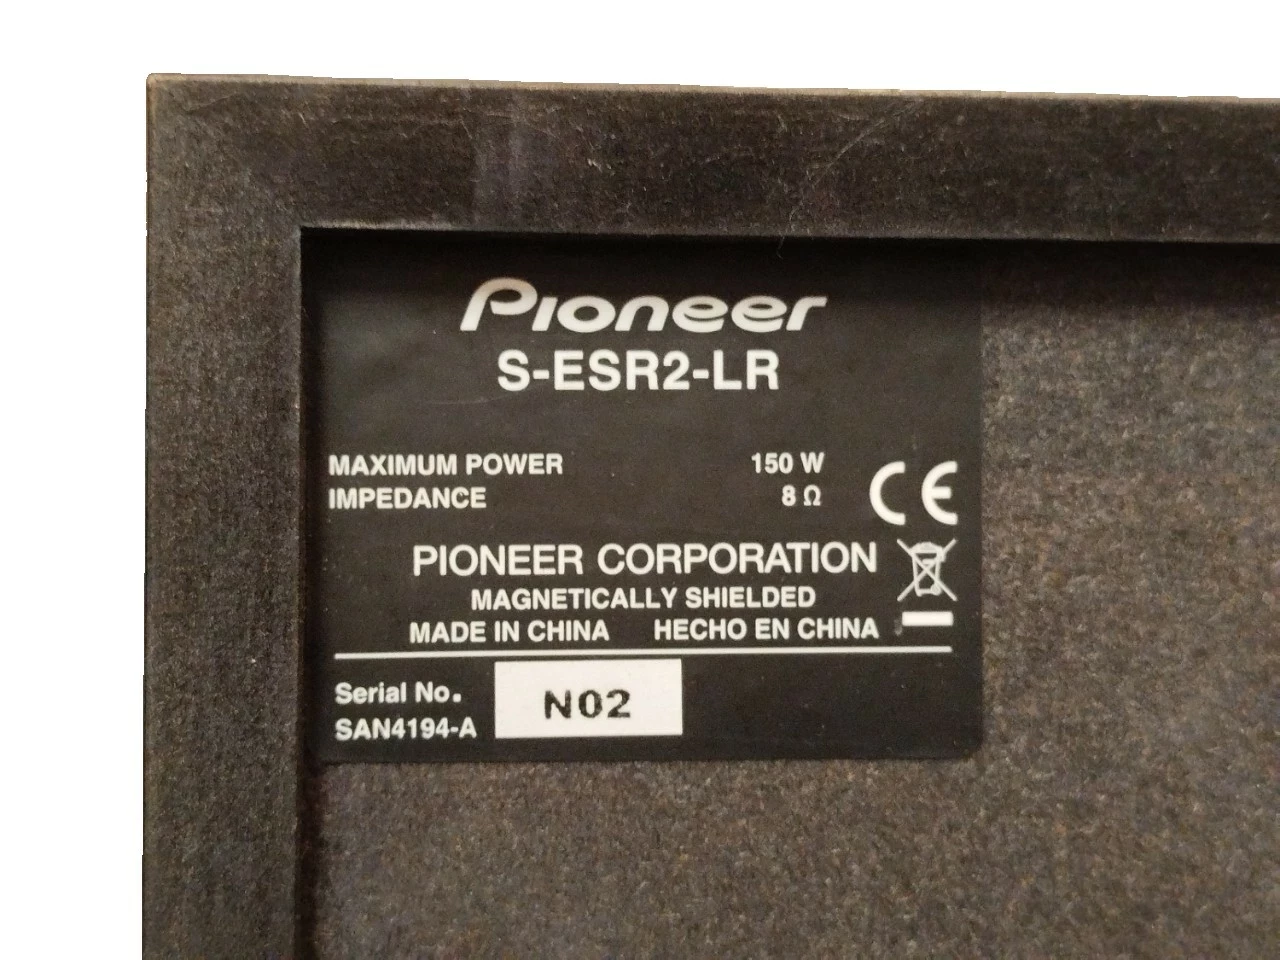 Pioneer
S-ESR2-LR
MAXIMUM POWER 150 W
IMPEDANCE 8 Ω
CE
PIONEER CORPORATION
MAGNETICALLY SHIELDED
MADE IN CHINA HECHO EN CHINA
Serial No.
N02
SAN4194-A